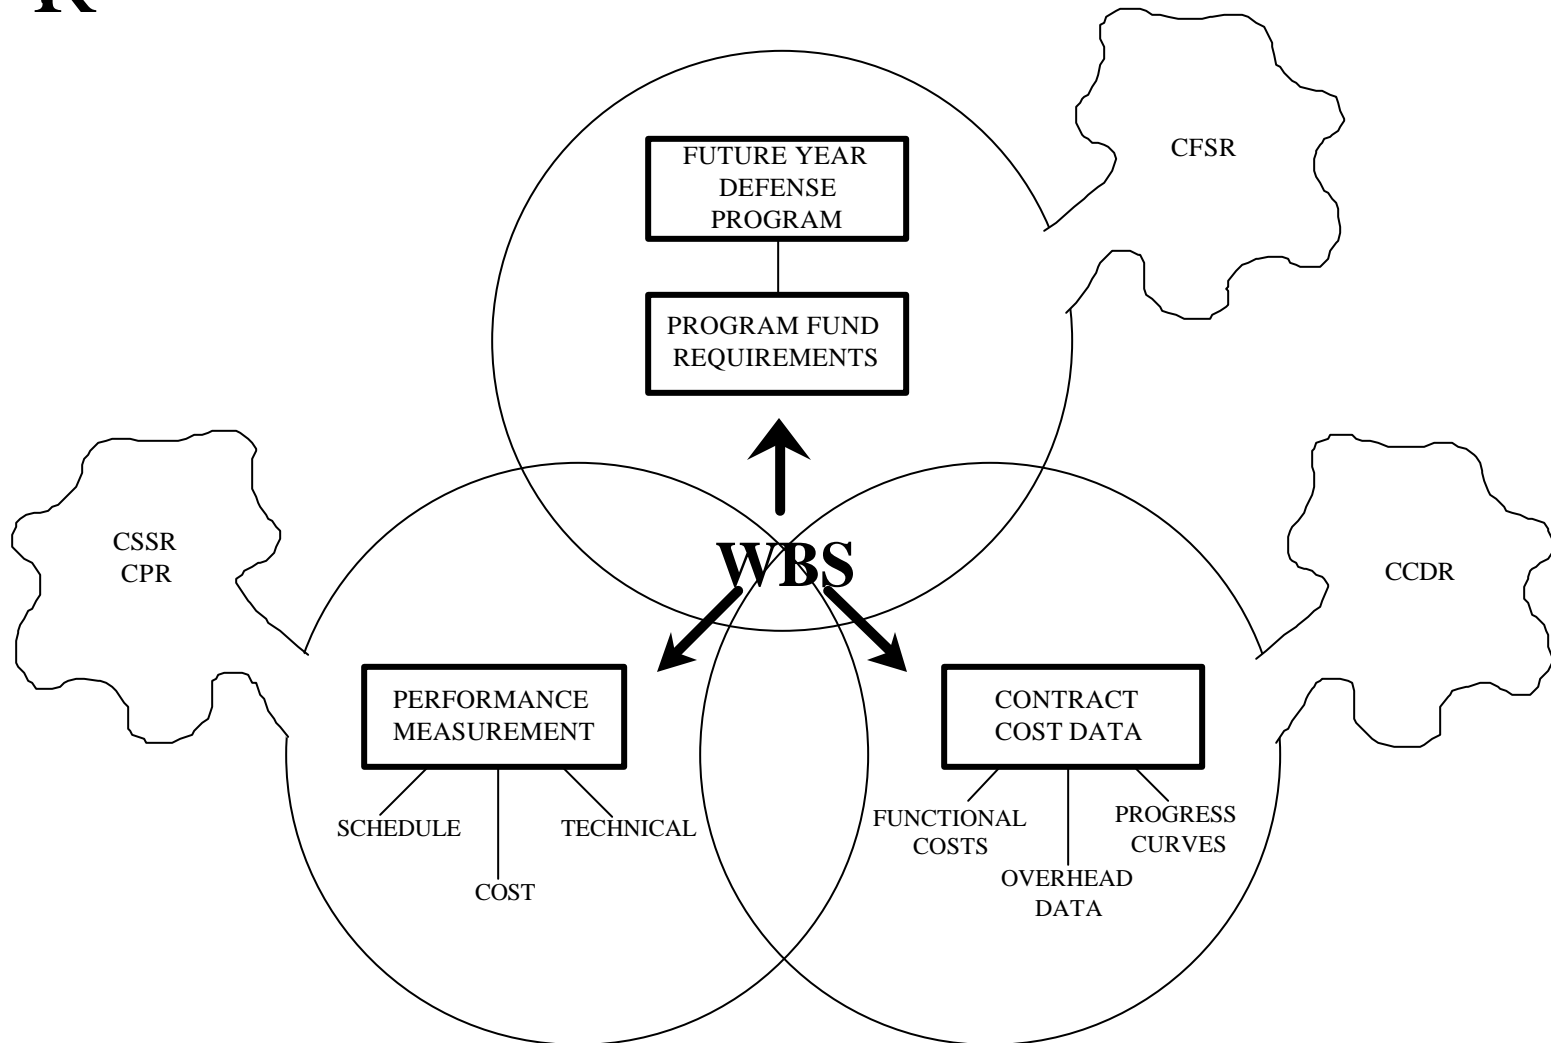 R
FUTURE YEAR
DEFENSE
PROGRAM
CFSR
PROGRAM FUND
REQUIREMENTS
CSSR
CPR
WBS
CCDR
PERFORMANCE
MEASUREMENT
CONTRACT
COST DATA
SCHEDULE
TECHNICAL
COST
FUNCTIONAL
COSTS
PROGRESS
CURVES
OVERHEAD
DATA